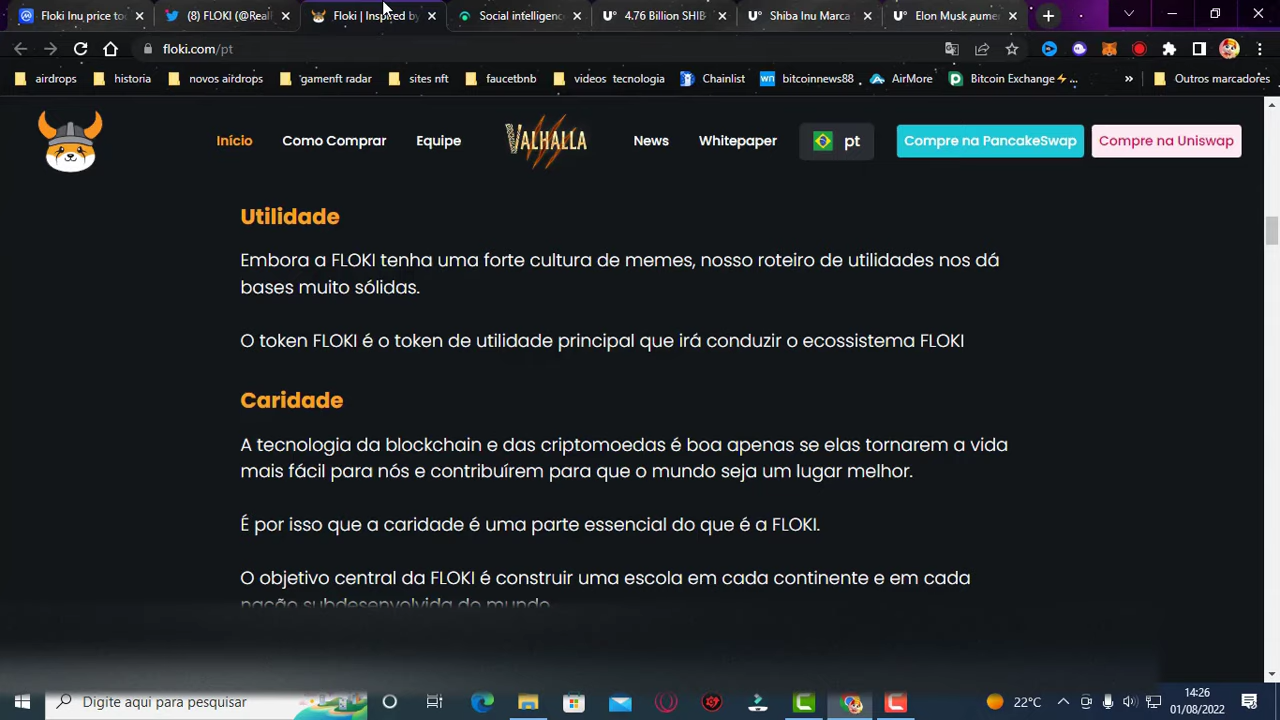 Floki Inu price to
(8) FLOKI (@Real
Floki | Inspired by
Social intelligenc
4.76 Billion SHIB
Shiba Inu Marca
Elon Musk aume
floki.com/pt
airdrops
historia
novos airdrops
'gamenft radar
sites nft
faucetbnb
videos tecnologia
Chainlist
wn bitcoinnews88
AirMore
Bitcoin Exchange⚡...
»
Outros marcadores
Início
Como Comprar
Equipe
VALHALLA
News
Whitepaper
pt
Compre na PancakeSwap
Compre na Uniswap
Utilidade
Embora a FLOKI tenha uma forte cultura de memes, nosso roteiro de utilidades nos dá
bases muito sólidas.
O token FLOKI é o token de utilidade principal que irá conduzir o ecossistema FLOKI
Caridade
A tecnologia da blockchain e das criptomoedas é boa apenas se elas tornarem a vida
mais fácil para nós e contribuírem para que o mundo seja um lugar melhor.
É por isso que a caridade é uma parte essencial do que é a FLOKI.
O objetivo central da FLOKI é construir uma escola em cada continente e em cada
nação subdesenvolvida do mundo
Digite aqui para pesquisar
22°C
14:26
01/08/2022